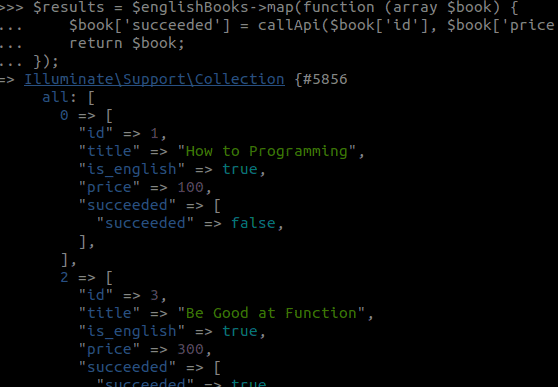 >>> $results = $englishBooks->map(function (array $book) {
...     $book['succeeded'] = callApi($book['id'], $book['price
...     return $book;
... });
=> Illuminate\Support\Collection {#5856
     all: [
       0 => [
         "id" => 1,
         "title" => "How to Programming",
         "is_english" => true,
         "price" => 100,
         "succeeded" => [
           "succeeded" => false,
         ],
       ],
       2 => [
         "id" => 3,
         "title" => "Be Good at Function",
         "is_english" => true,
         "price" => 300,
         "succeeded" => [
           "succeeded" => true